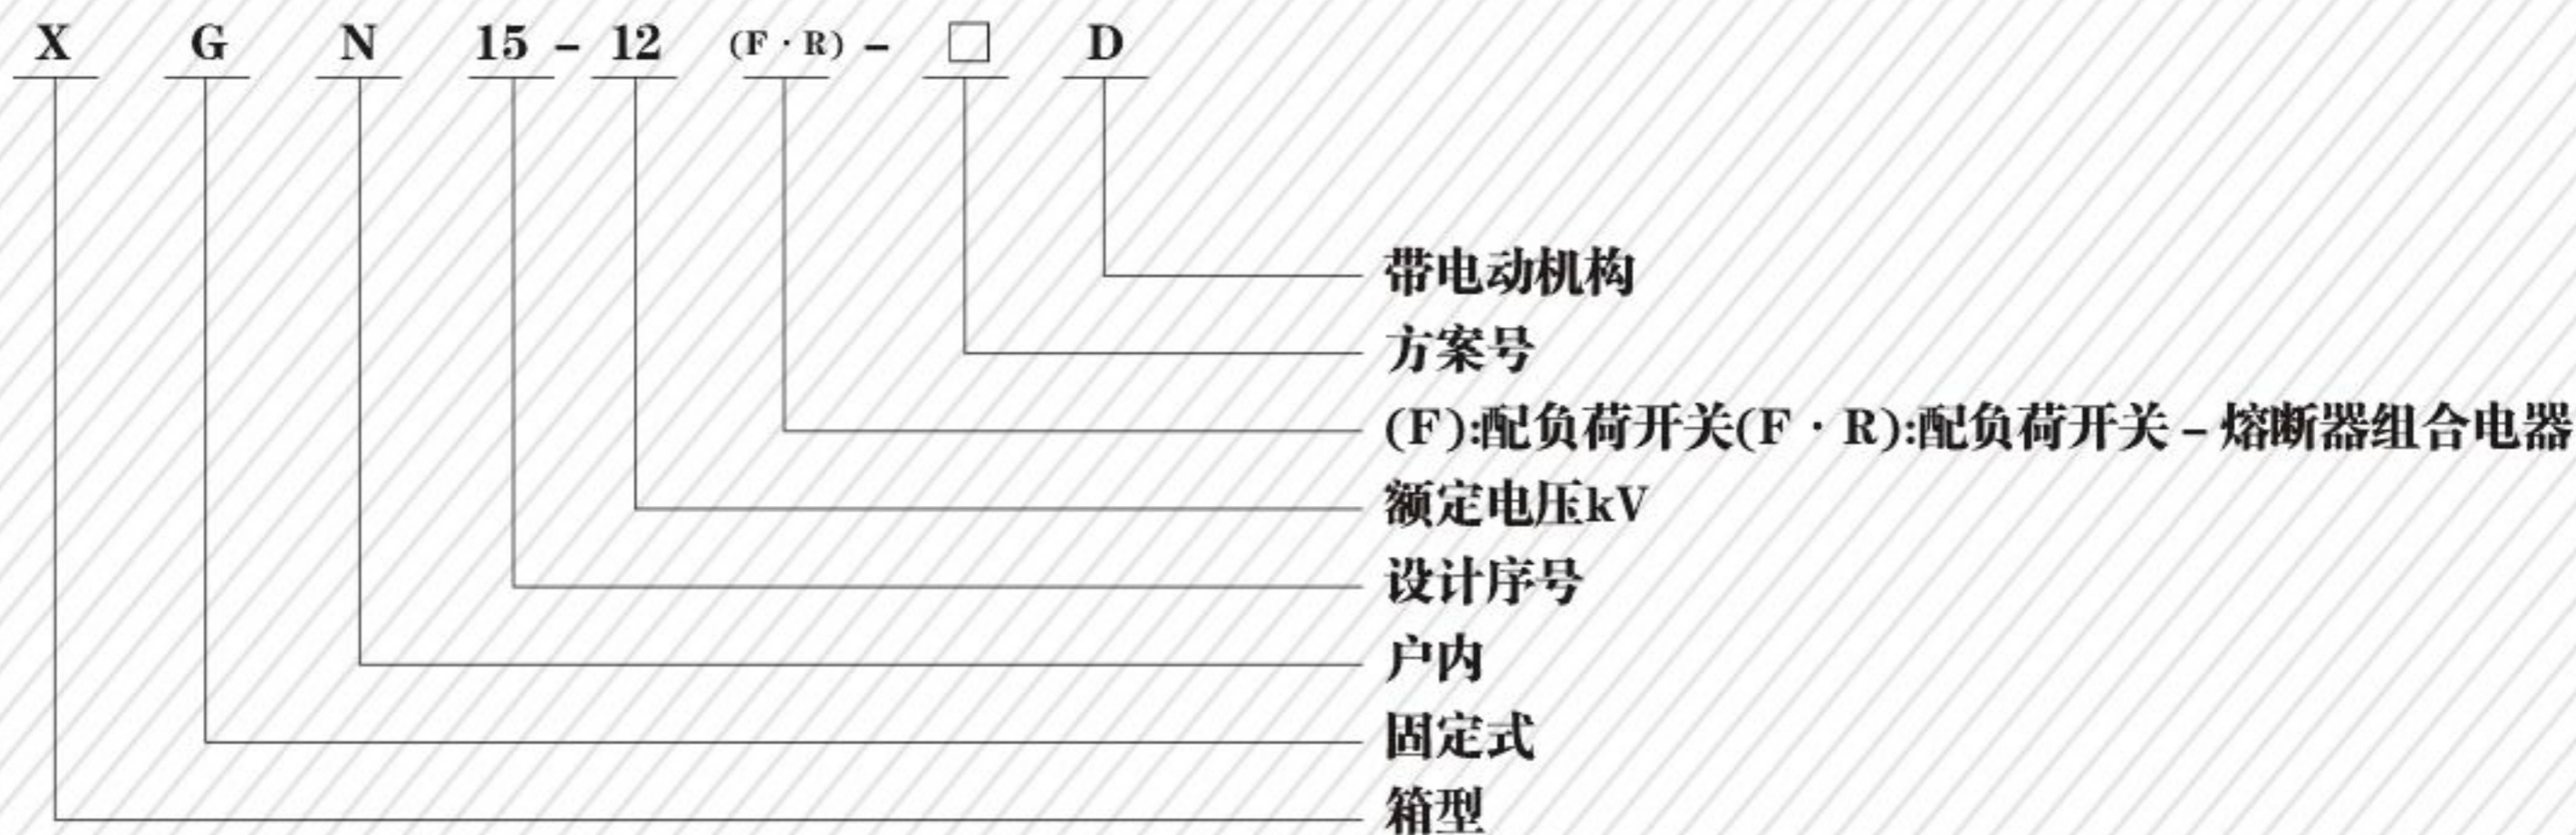 X G N 15 - 12 (F · R) - □ D
带电动机构
方案号
(F):配负荷开关(F · R):配负荷开关 - 熔断器组合电器
额定电压kV
设计序号
户内
固定式
箱型